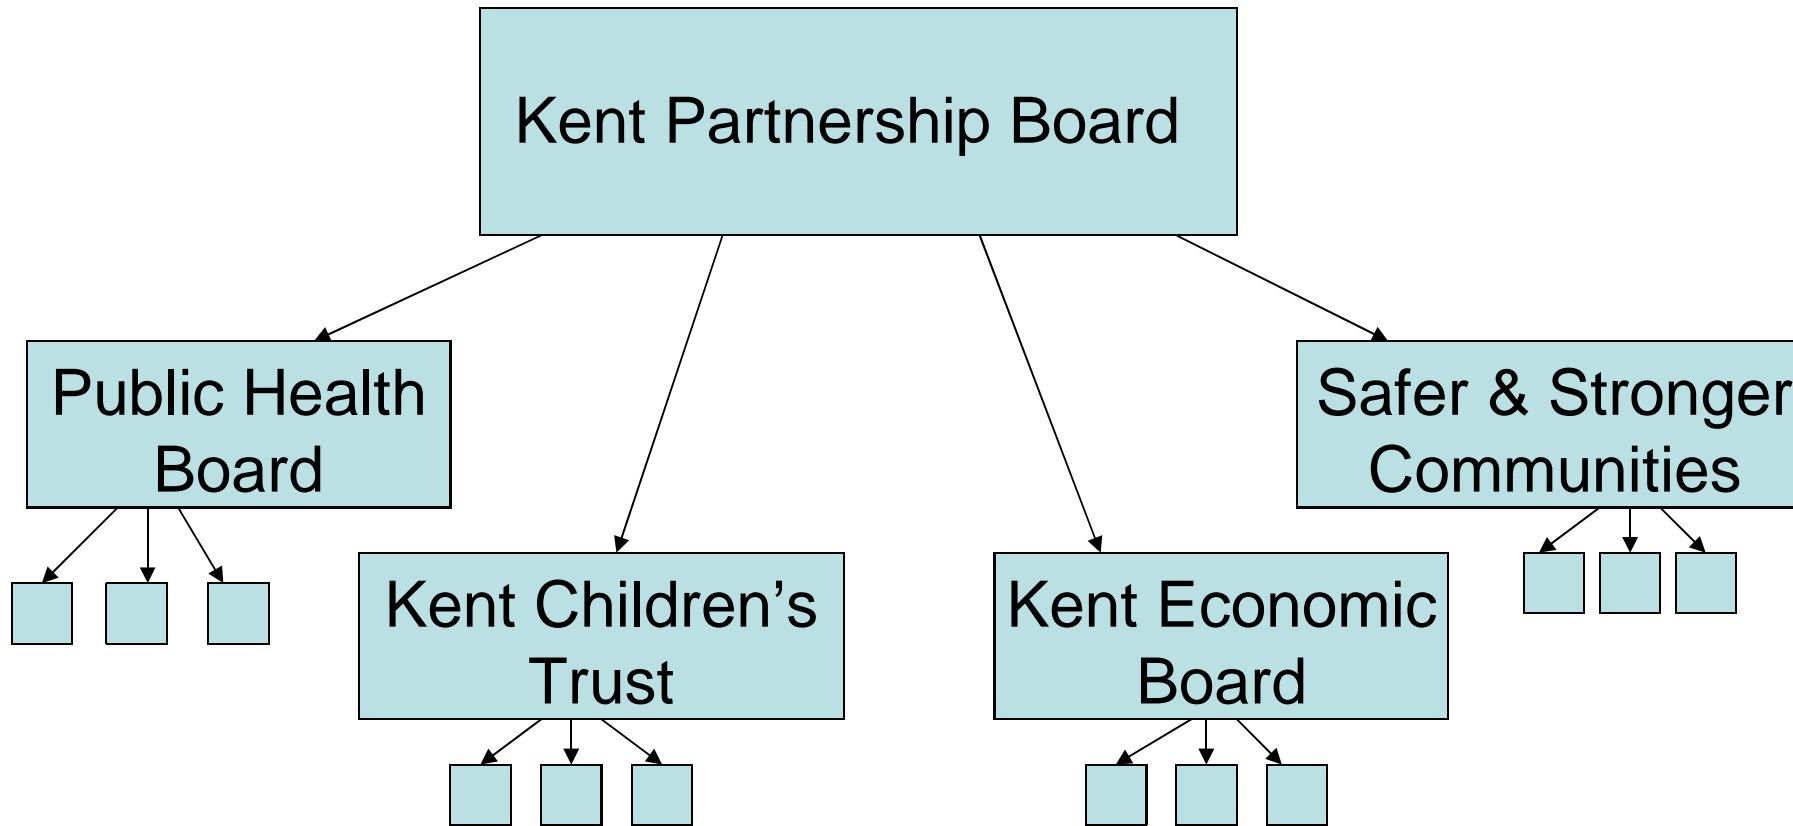 Kent Partnership Board
Public Health
Board
Safer & Stronger
Communities
Kent Children’s
Trust
Kent Economic
Board